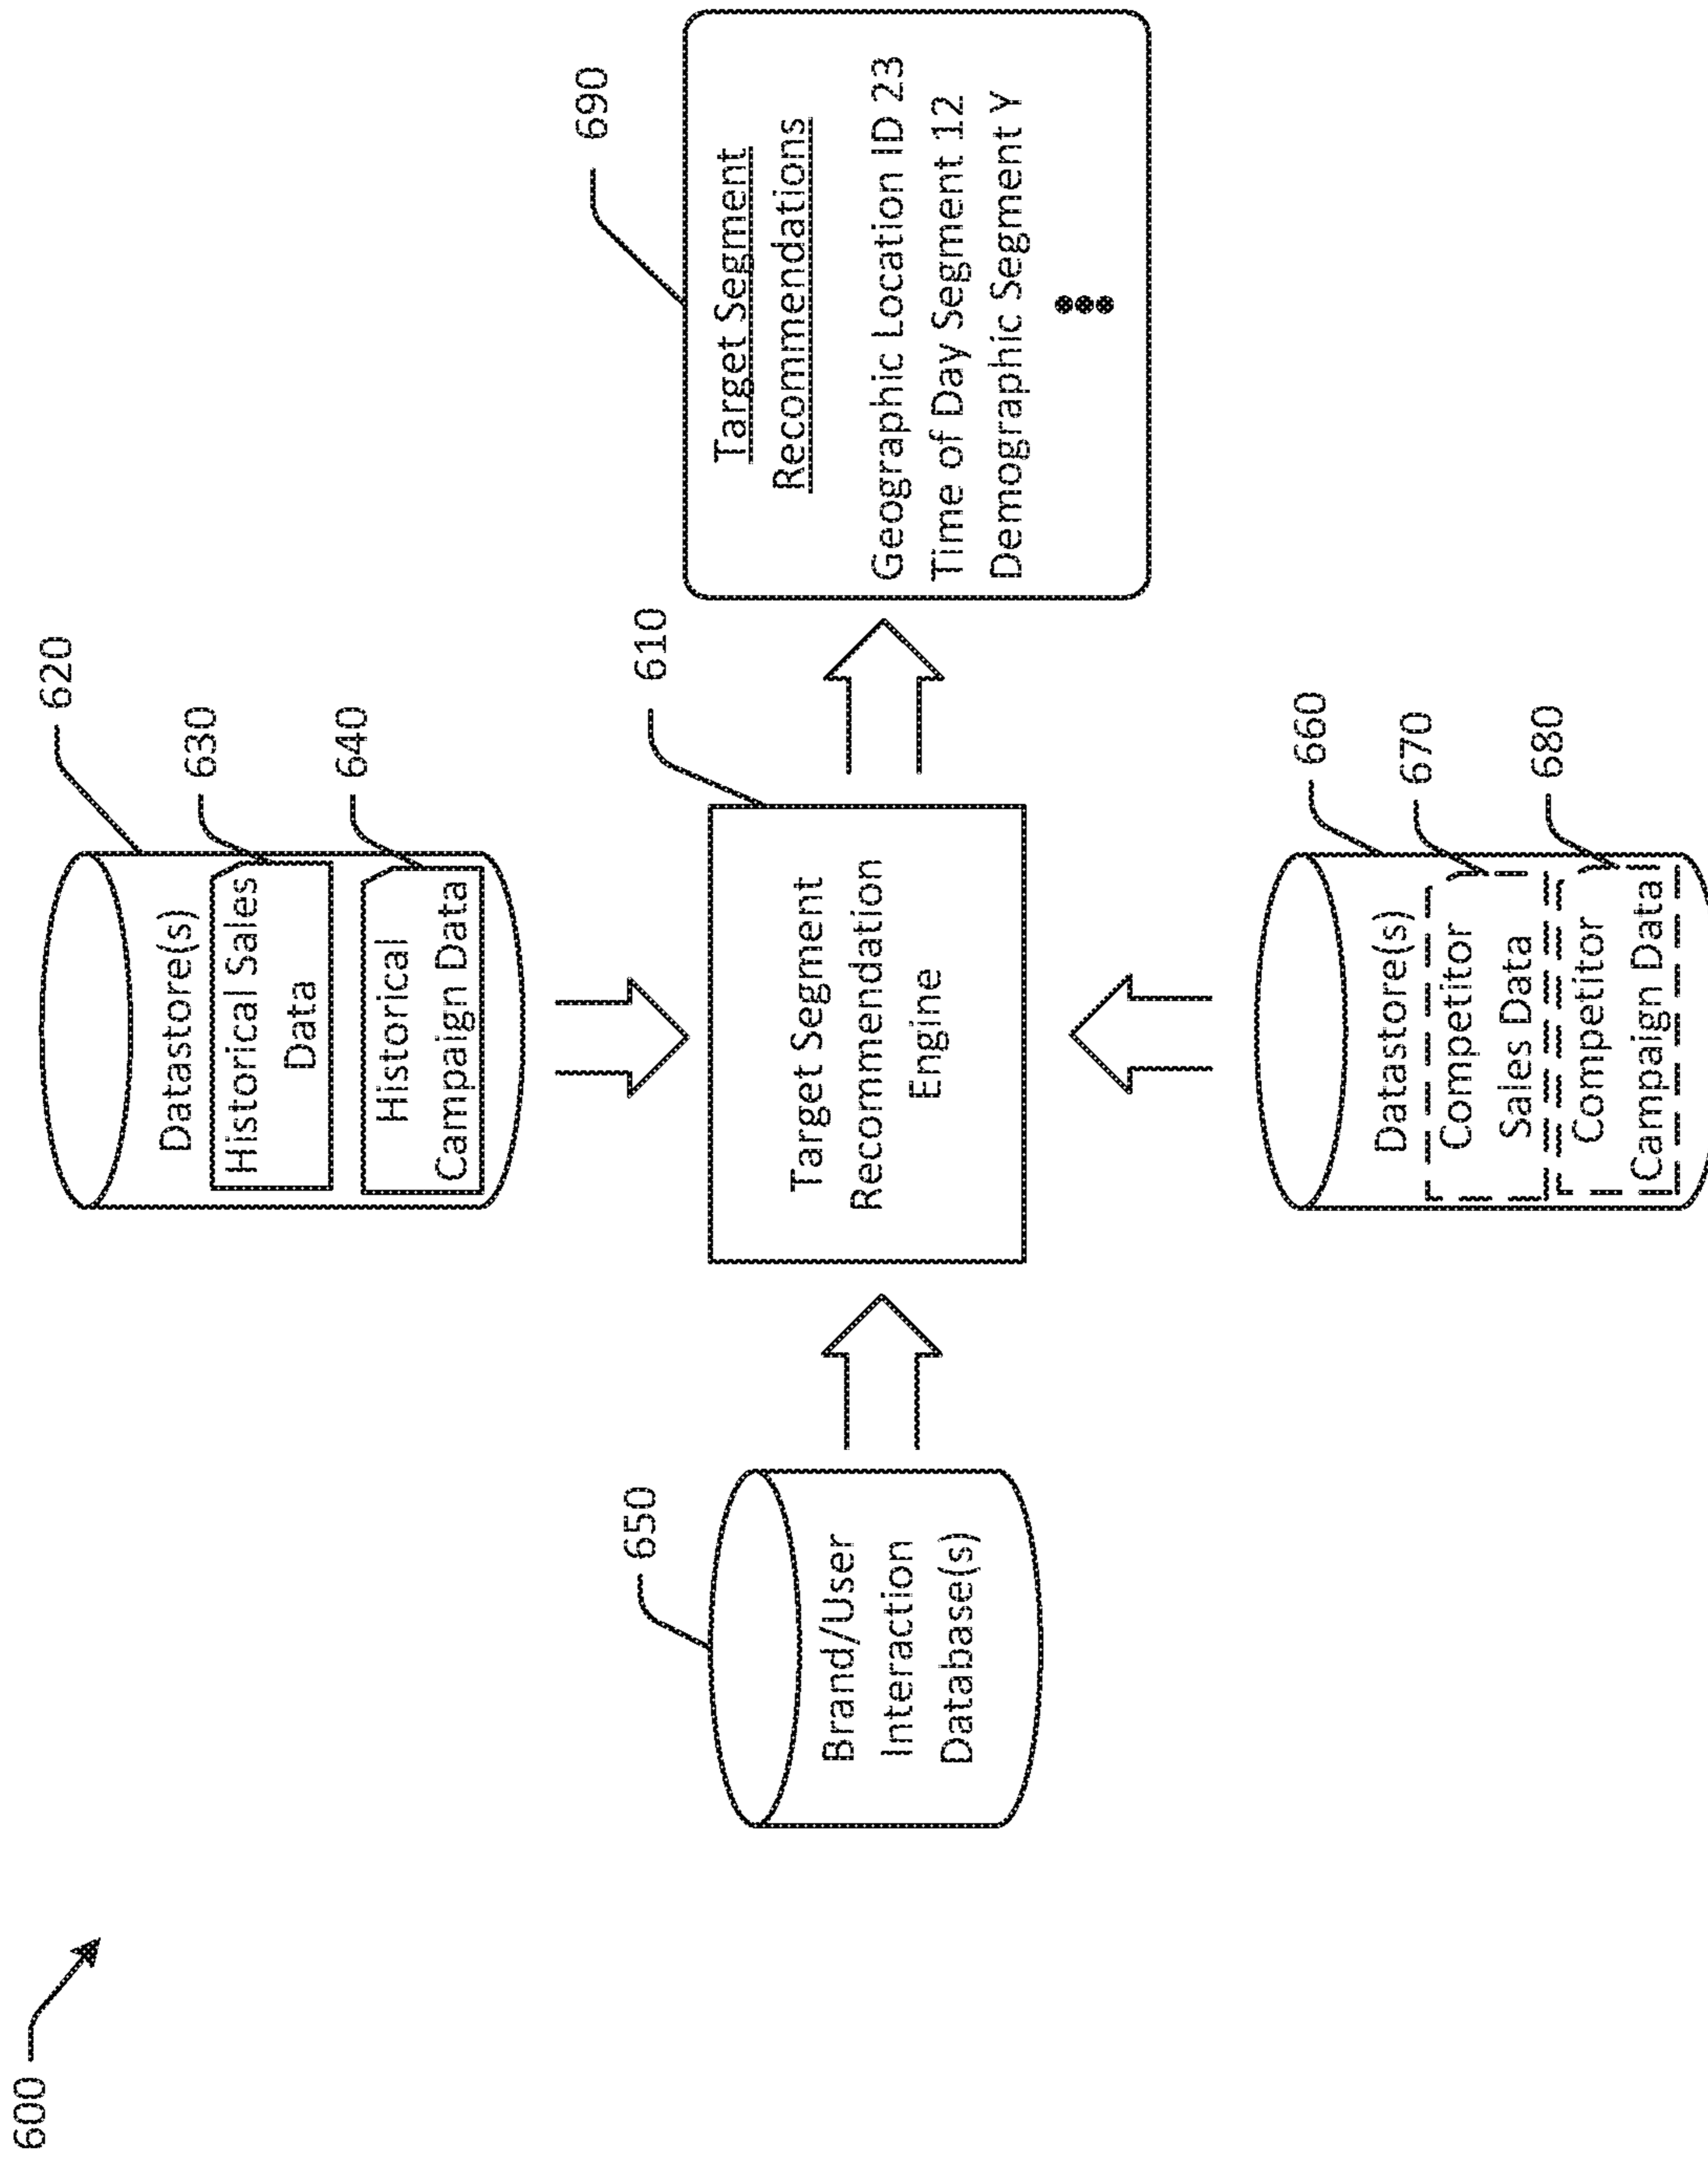 600
620
Datastore(s)
630
Historical Sales
Data
640
Historical
Campaign Data
650
Brand/User
Interaction
Database(s)
610
Target Segment
Recommendation
Engine
690
Target Segment
Recommendations
Geographic Location ID 23
Time of Day Segment 12
Demographic Segment Y
660
Datastore(s)
670
Competitor
Sales Data
680
Competitor
Campaign Data